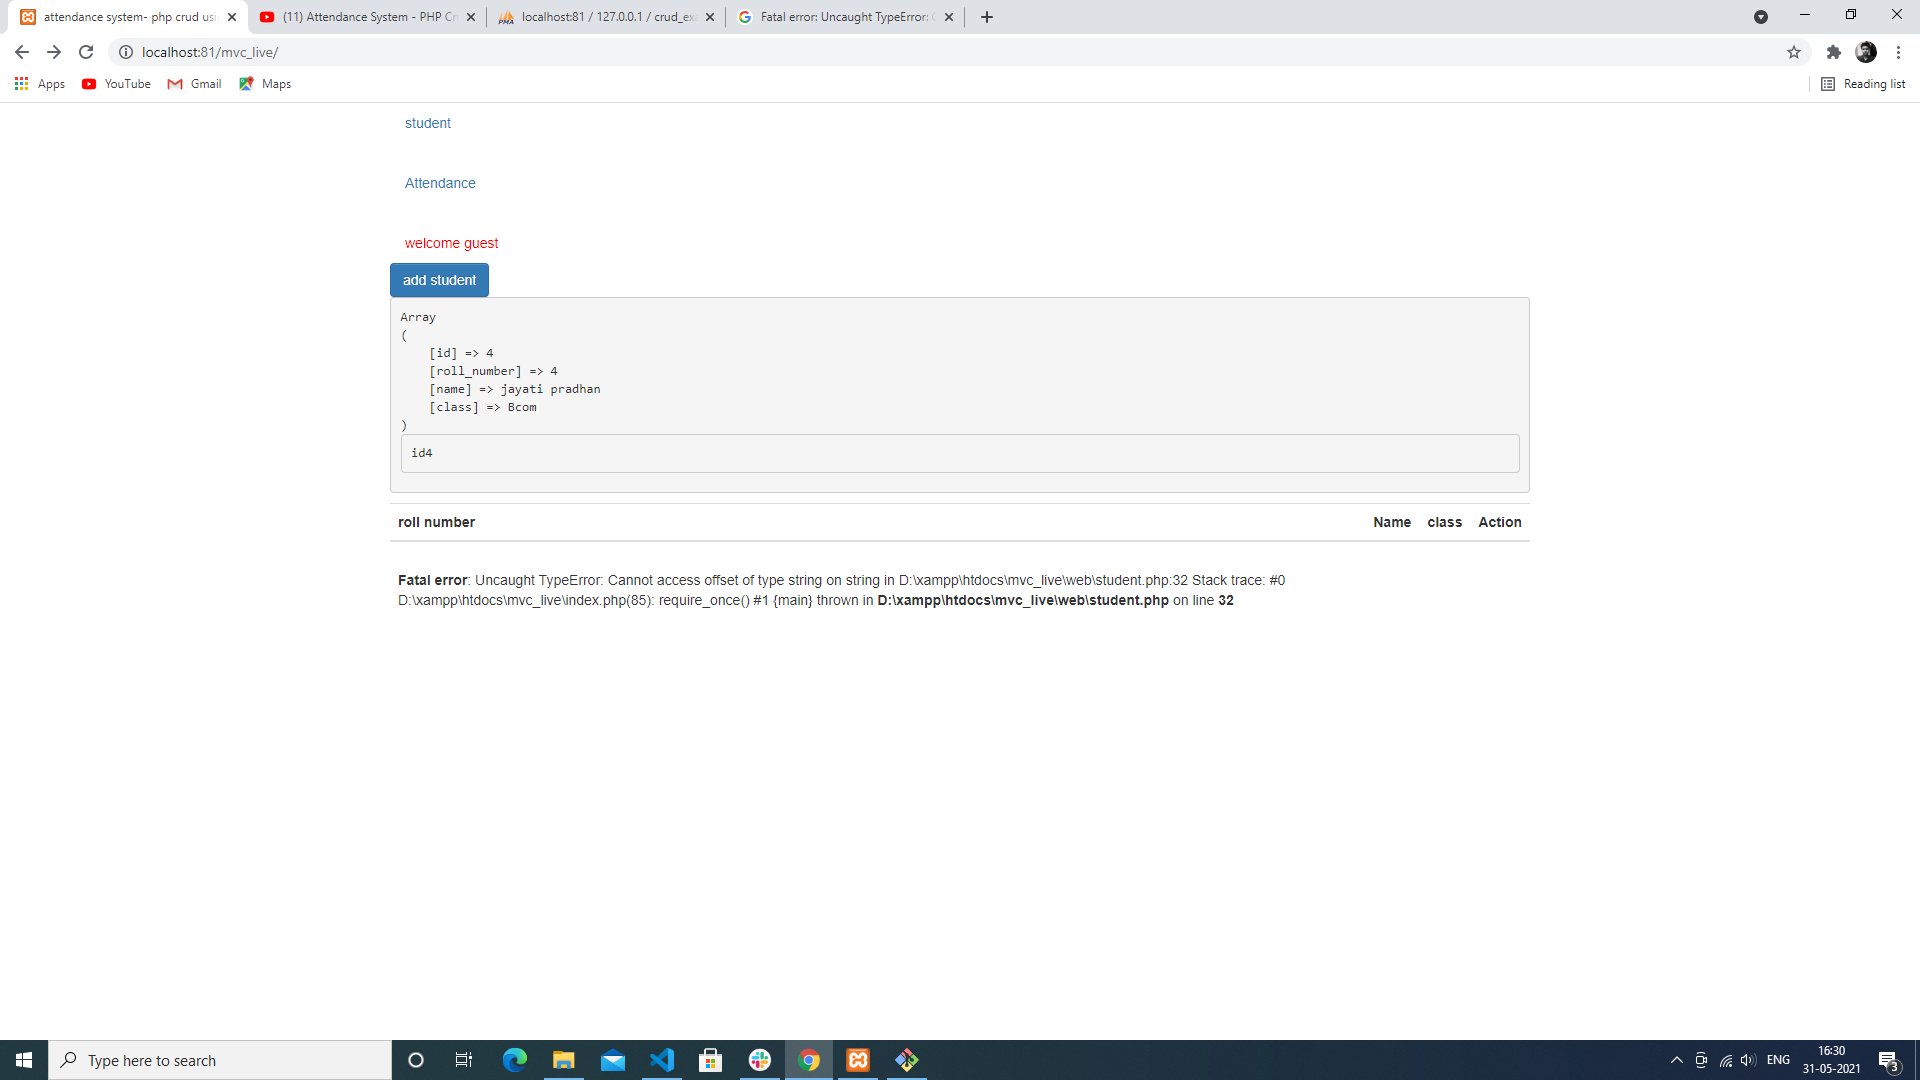 attendance system- php crud usi
(11) Attendance System - PHP Cr
localhost:81 / 127.0.0.1 / crud_exa
Fatal error: Uncaught TypeError: C
localhost:81/mvc_live/
Apps YouTube Gmail Maps Reading list
student
Attendance
welcome guest
add student
Array
(
[id] => 4
[roll_number] => 4
[name] => jayati pradhan
[class] => Bcom
)
id4
roll number Name class Action
Fatal error: Uncaught TypeError: Cannot access offset of type string on string in D:\xampp\htdocs\mvc_live\web\student.php:32 Stack trace: #0
D:\xampp\htdocs\mvc_live\index.php(85): require_once() #1 {main} thrown in D:\xampp\htdocs\mvc_live\web\student.php on line 32
Type here to search
ENG
16:30
31-05-2021
3